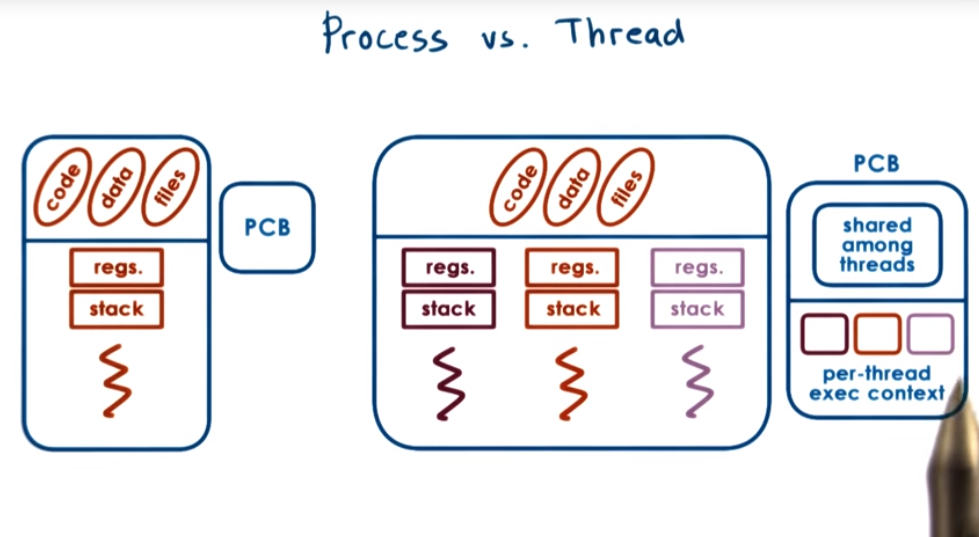 Process vs. Thread
code data files
PCB
regs.
stack
code data files
regs. regs. regs.
stack stack stack
PCB
shared
among
threads
per-thread
exec context